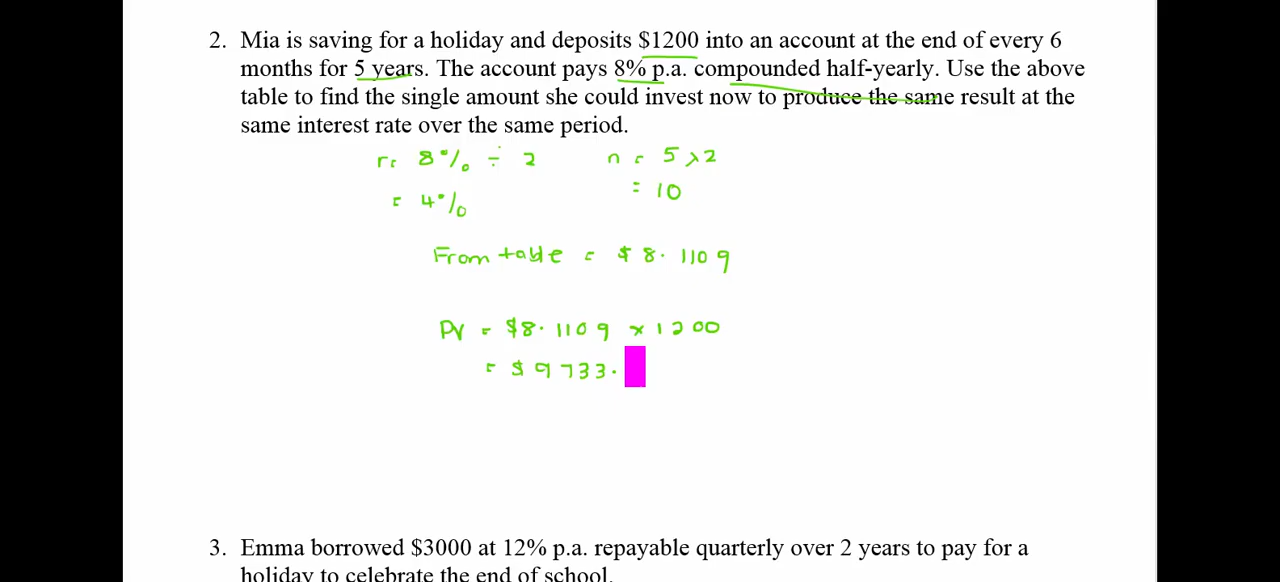 2. Mia is saving for a holiday and deposits $1200 into an account at the end of every 6
months for 5 years. The account pays 8% p.a. compounded half-yearly. Use the above
table to find the single amount she could invest now to produce the same result at the
same interest rate over the same period.
r = 8% ÷ 2 n = 5 × 2
= 4% = 10
From table = $8.1109
PV = $8.1109 × 1200
= $9733.
3. Emma borrowed $3000 at 12% p.a. repayable quarterly over 2 years to pay for a
holiday to celebrate the end of school.